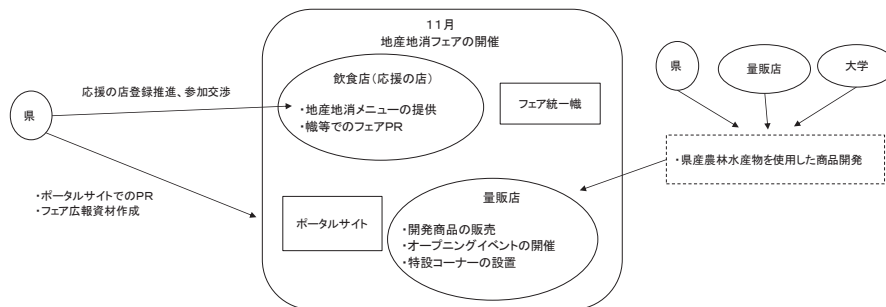 11月
地産地消フェアの開催
飲食店（応援の店）
・地産地消メニューの提供
・幟等でのフェアPR
フェア統一幟
県
応援の店登録推進、参加交渉
・ポータルサイトでのPR
・フェア広報資材作成
ポータルサイト
量販店
・開発商品の販売
・オープニングイベントの開催
・特設コーナーの設置
県
量販店
大学
・県産農林水産物を使用した商品開発